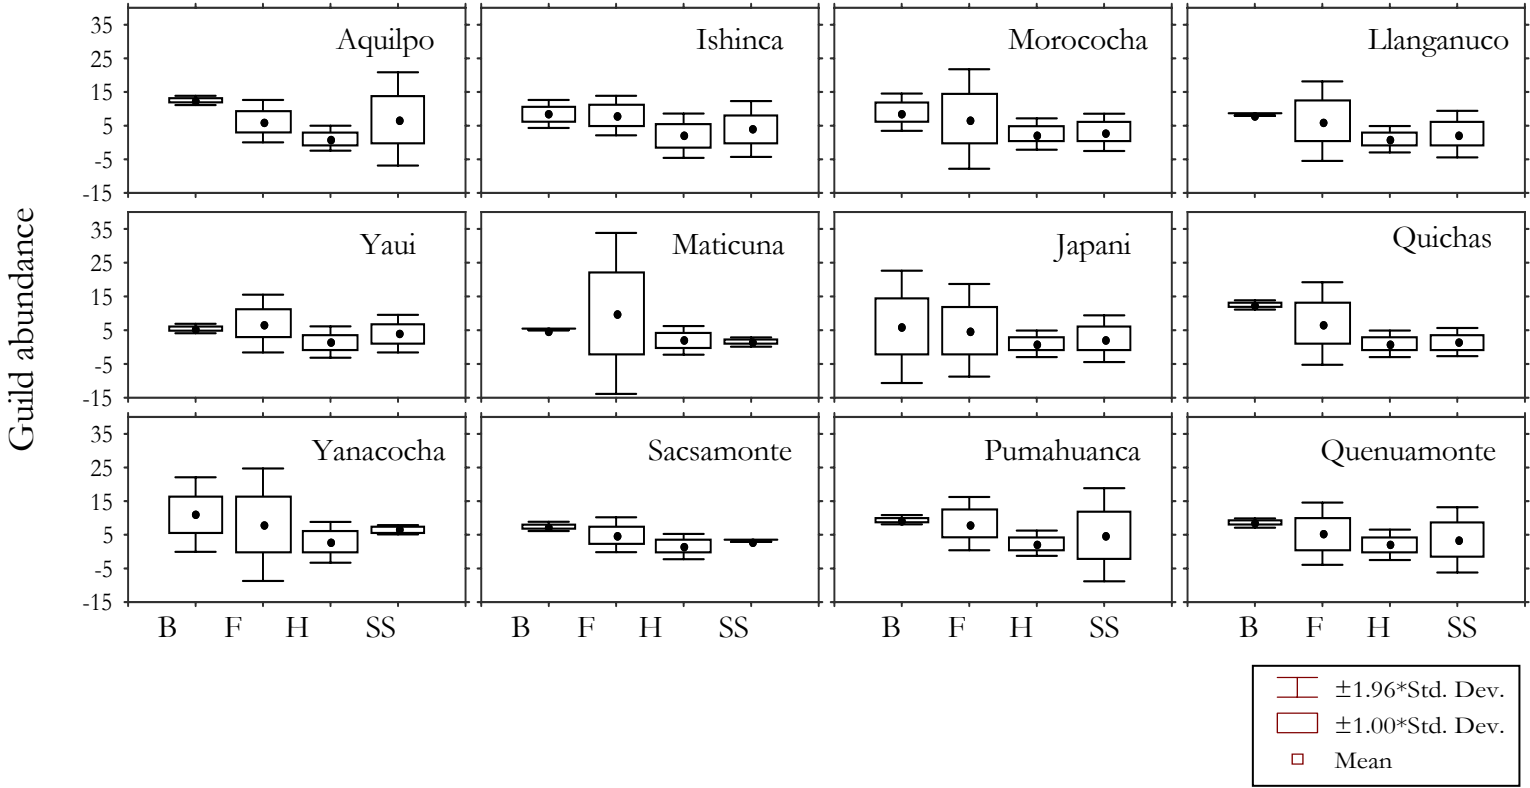 35
25
15
5
-5
-15
Aquilpo
Ishinca
Morococha
Llanganuco
Guild abundance
35
25
15
5
-5
-15
Yaui
Maticuna
Japani
Quichas
35
25
15
5
-5
-15
Yanacocha
Sacsamonte
Pumahuanca
Quenuamonte
B F H SS
B F H SS
B F H SS
B F H SS
±1.96*Std. Dev.
±1.00*Std. Dev.
Mean